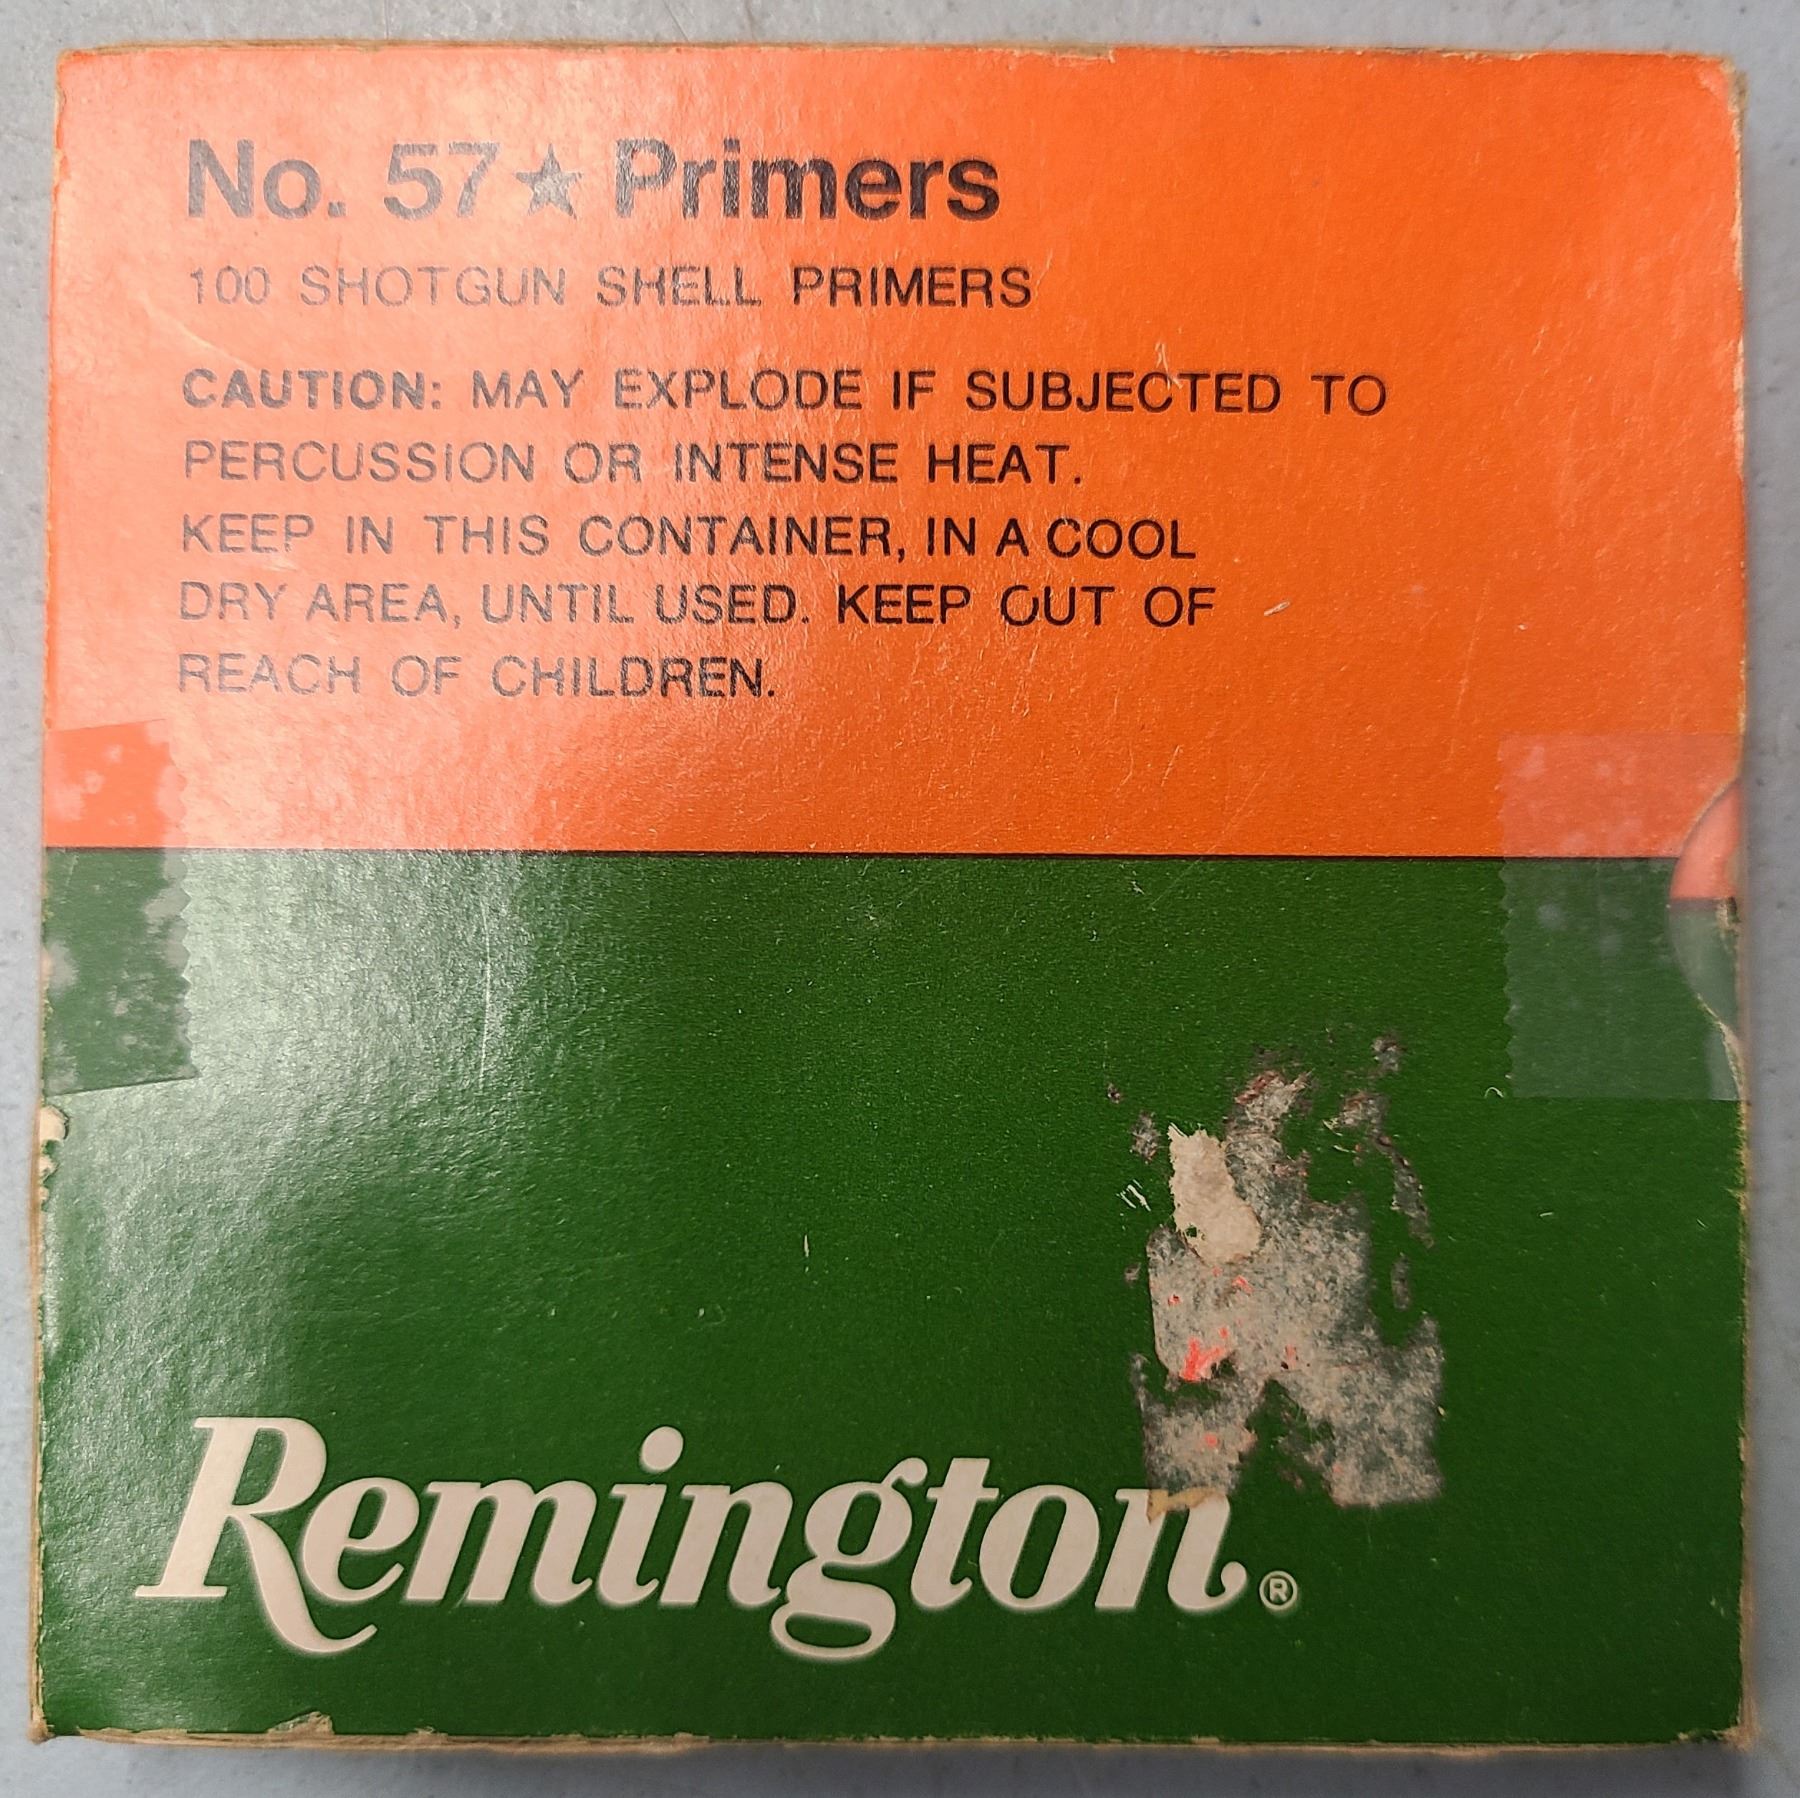 No. 57★ Primers
100 SHOTGUN SHELL PRIMERS
CAUTION: MAY EXPLODE IF SUBJECTED TO
PERCUSSION OR INTENSE HEAT.
KEEP IN THIS CONTAINER, IN A COOL
DRY AREA, UNTIL USED. KEEP OUT OF
REACH OF CHILDREN.
Remington®